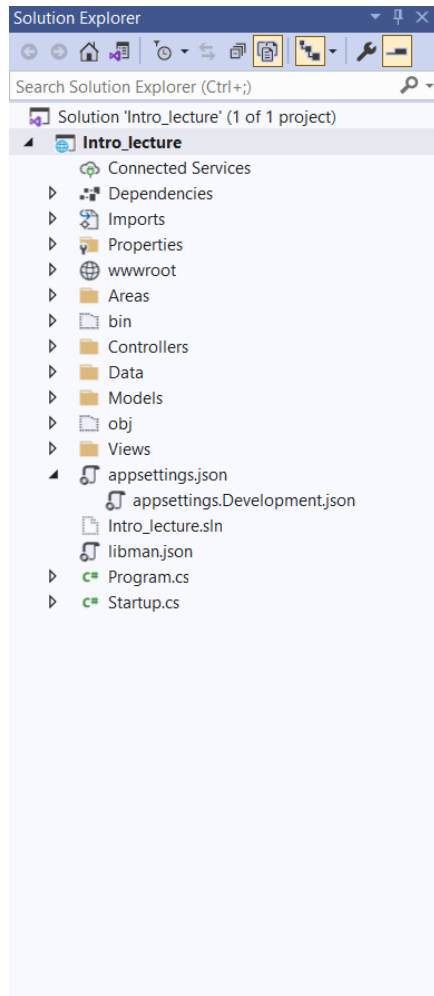 Solution Explorer
Search Solution Explorer (Ctrl+;)
Solution 'Intro_lecture' (1 of 1 project)
Intro_lecture
Connected Services
Dependencies
Imports
Properties
wwwroot
Areas
bin
Controllers
Data
Models
obj
Views
appsettings.json
appsettings.Development.json
Intro_lecture.sln
libman.json
C# Program.cs
C# Startup.cs